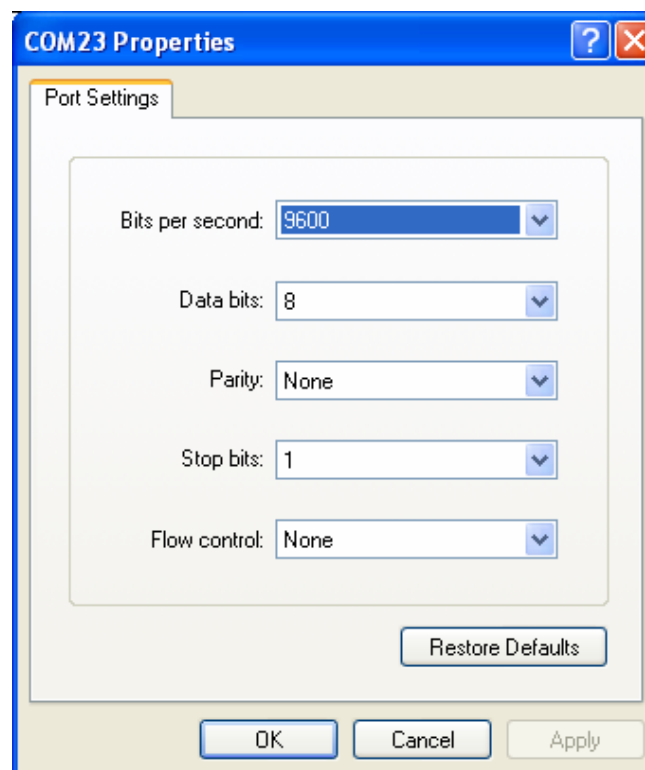 COM23 Properties
Port Settings
Bits per second: 9600
Data bits: 8
Parity: None
Stop bits: 1
Flow control: None
Restore Defaults
OK Cancel Apply